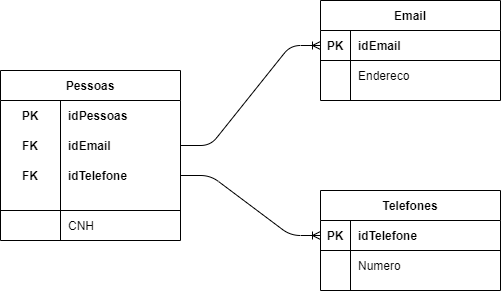 Email
PK idEmail
Endereco
Pessoas
PK idPessoas
FK idEmail
FK idTelefone
CNH
Telefones
PK idTelefone
Numero